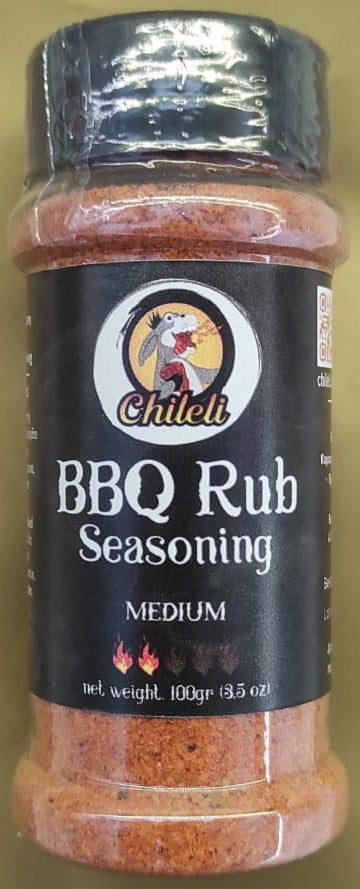 Chileli
BBQ Rub
Seasoning
MEDIUM
net weight. 100gr (3,5 oz)